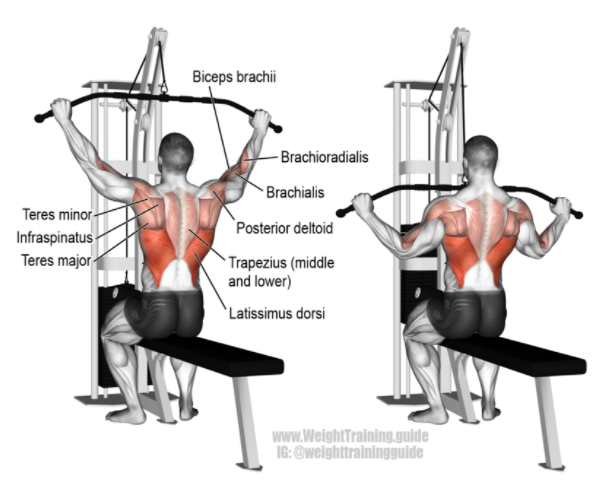 Biceps brachii
Brachioradialis
Brachialis
Teres minor
Posterior deltoid
Infraspinatus
Teres major
Trapezius (middle
and lower)
Latissimus dorsi
www.WeightTraining.guide
IG: @weighttrainingguide